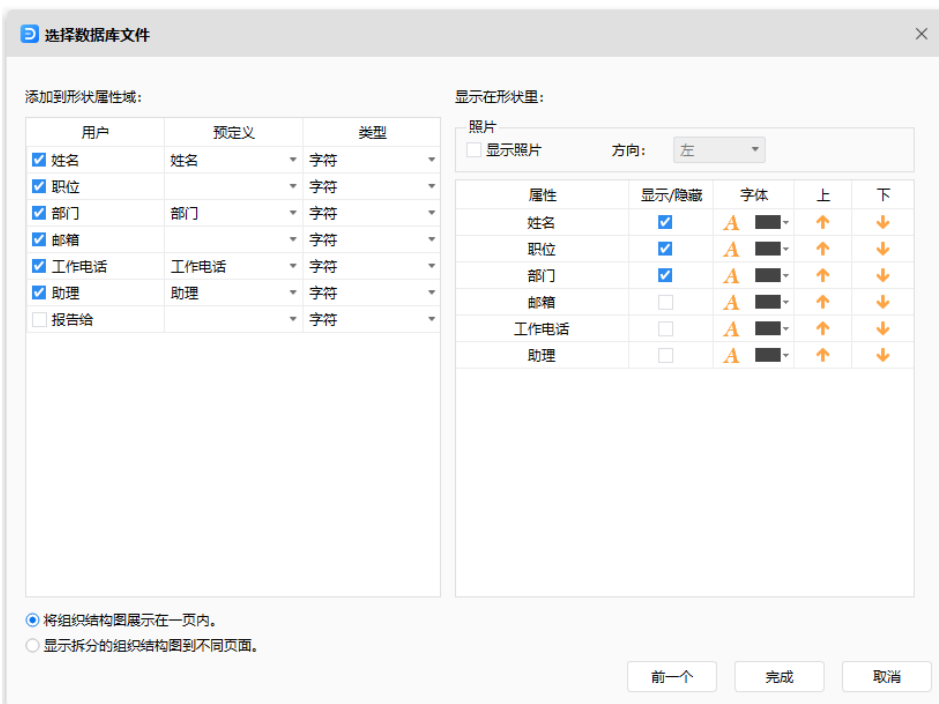 选择数据库文件
添加到形状属性域:
用户 预定义 类型
姓名 姓名 字符
职位 字符
部门 部门 字符
邮箱 字符
工作电话 工作电话 字符
助理 助理 字符
报告给 字符
将组织结构图展示在一页内。
显示拆分的组织结构图到不同页面。
显示在形状里:
照片
显示照片 方向: 左
属性 显示/隐藏 字体 上 下
姓名 A
职位 A
部门 A
邮箱 A
工作电话 A
助理 A
前一个 完成 取消